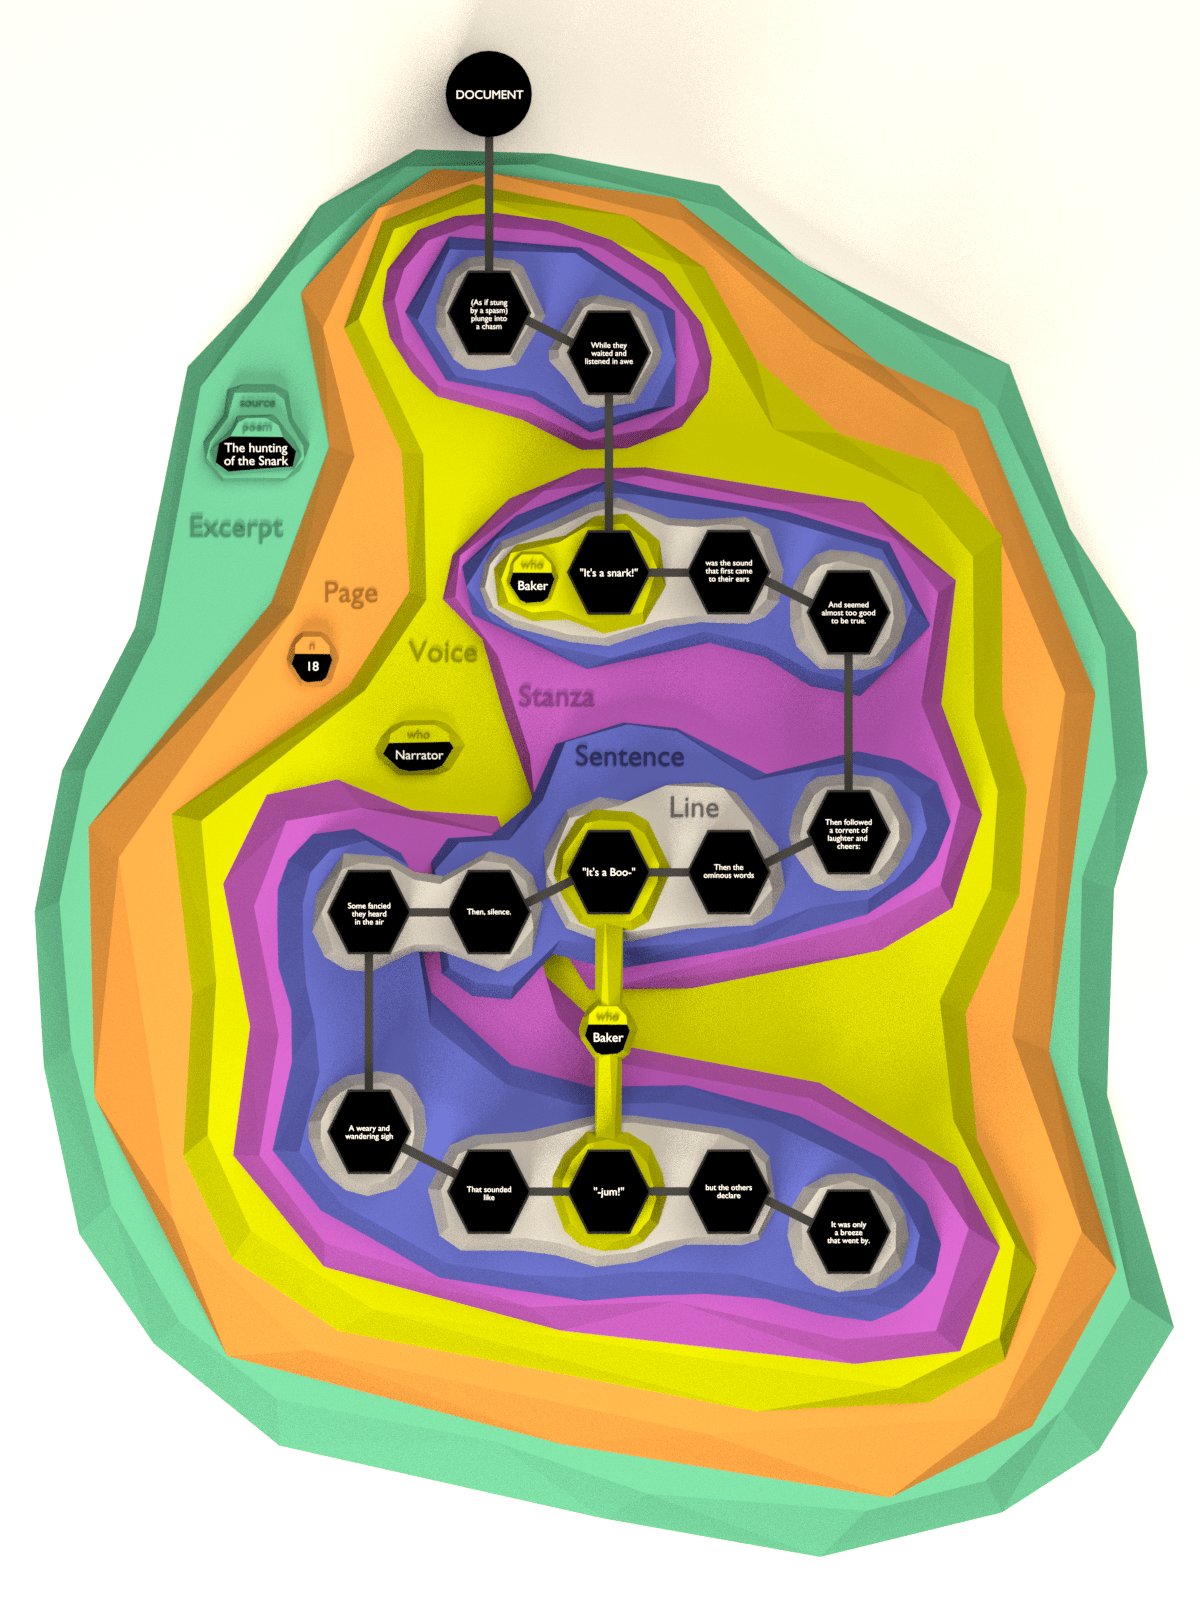 DOCUMENT
(As if stung
by a spasm)
plunge into
a chasm
While they
waited and
listened in awe
source
poem
The hunting
of the Snark
Excerpt
who
Baker
"It's a snark!"
was the sound
that first came
to their ears
And seemed
almost too good
to be true.
Page
n
18
Voice
who
Narrator
Stanza
Sentence
Line
Then followed
a torrent of
laughter and
cheers:
Then the
ominous words
"It's a Boo-"
Then, silence.
Some fancied
they heard
in the air
who
Baker
A weary and
wandering sigh
That sounded
like
"-jum!"
but the others
declare
It was only
a breeze
that went by.